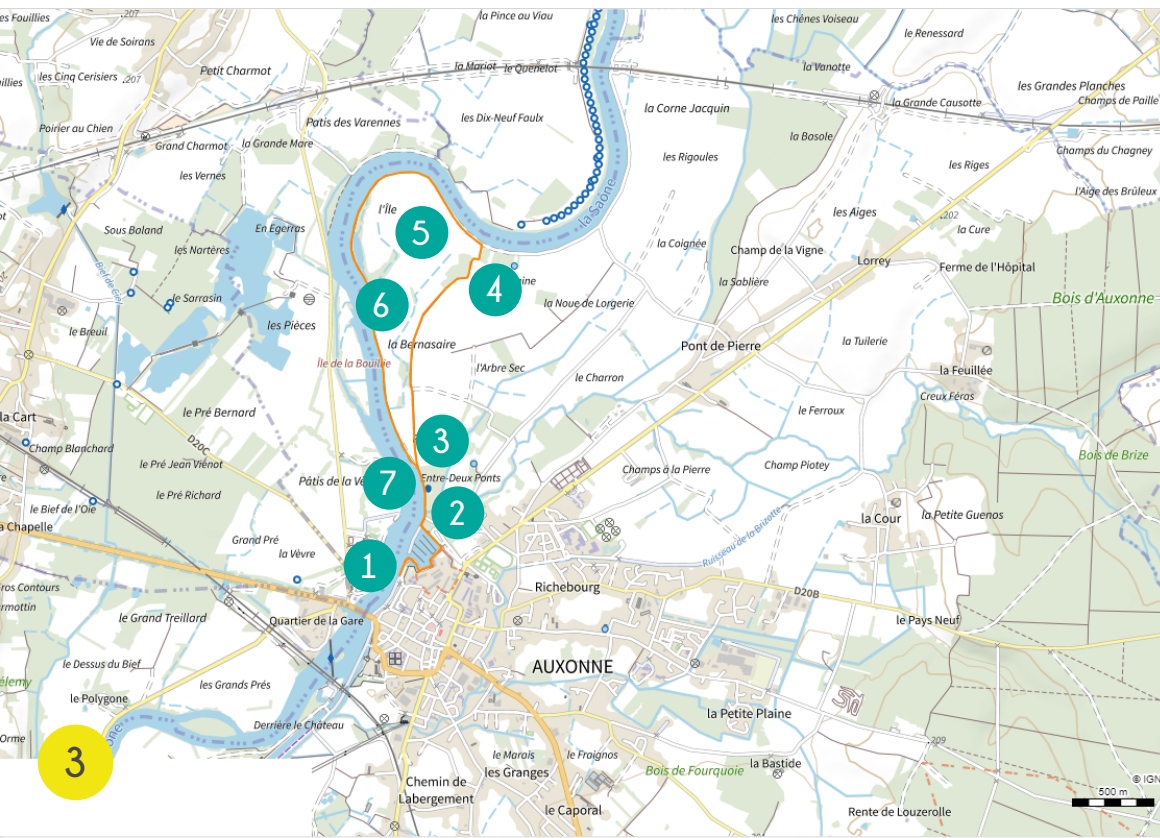 es Fouillies
la Pince au Viau
les Chênes Voiseau
le Renessard
Vie de Soirans
les Cinq Cerisiers
207
207
Petit Charmot
la Mariot
le Quenelot
la Vanotte
les Grandes Planches
Champs de Paille
la Grande Causotte
la Corne Jacquin
les Dix-Neuf Faulx
Patis des Varennes
Poirier au Chien
Grand Charmot
la Grande Mare
la Basole
Champs du Chagney
les Rigoules
les Riges
les Vernes
l'Aige des Brûleux
la Saône
l'Île
les Aiges
202
la Cure
Sous Baland
En Egerras
5
les Nartères
la Coignée
Champ de la Vigne
Lorrey
Ferme de l'Hôpital
4
la Sablière
le Sarrasin
6
la Noue de Lorgerie
Bois d'Auxonne
les Pièces
le Breuil
la Bernasaire
Pont de Pierre
la Tuilerie
Île de la Bouillie
l'Arbre Sec
la Feuillée
le Charron
Creux Féras
le Pré Bernard
le Ferroux
la Cart
D20C
3
Champ Blanchard
Bois de Brize
le Pré Jean Viénot
Champs à la Pierre
Champ Piotey
Entre-Deux Ponts
7
le Pré Richard
2
le Bief de l'Oie
la Cour
la Petite Guenos
a Chapelle
Grand Pré
la Vèvre
Ruisseau de la Brizotte
1
Richebourg
D20B
le Grand Treillard
Quartier de la Gare
le Pays Neuf
le Dessus du Bief
AUXONNE
les Grands Prés
le Polygone
la Petite Plaine
Derrière le Château
209
3
le Marais
le Fraignos
la Bastide
les Granges
Bois de Fourquoie
© IGN
Chemin de
Labergement
500 m
le Caporal
Rente de Louzerolle